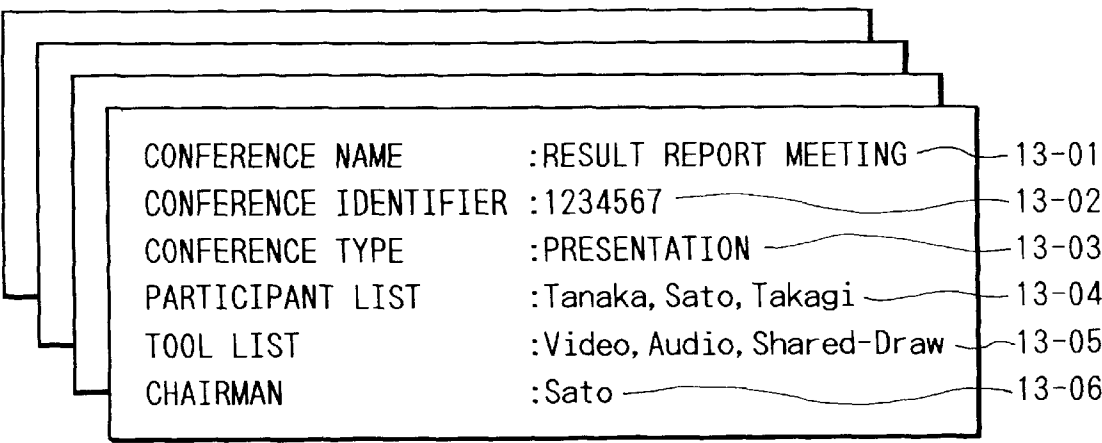 CONFERENCE NAME :RESULT REPORT MEETING 13-01
CONFERENCE IDENTIFIER :1234567 13-02
CONFERENCE TYPE :PRESENTATION 13-03
PARTICIPANT LIST :Tanaka, Sato, Takagi 13-04
TOOL LIST :Video, Audio, Shared-Draw 13-05
CHAIRMAN :Sato 13-06